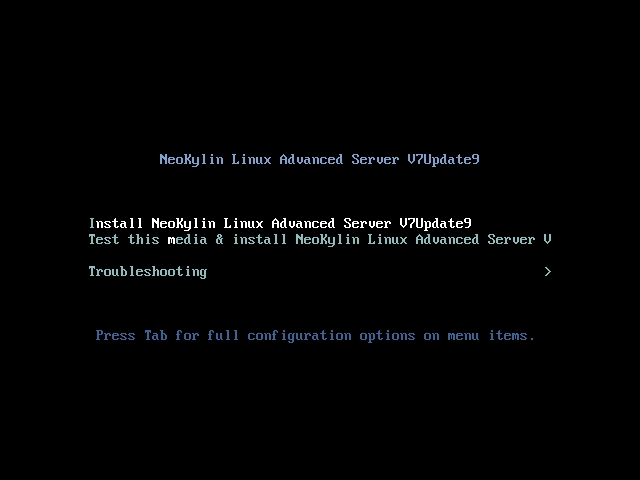 NeoKylin Linux Advanced Server V7Update9
Install NeoKylin Linux Advanced Server V7Update9
Test this media & install NeoKylin Linux Advanced Server V
Troubleshooting >
Press Tab for full configuration options on menu items.